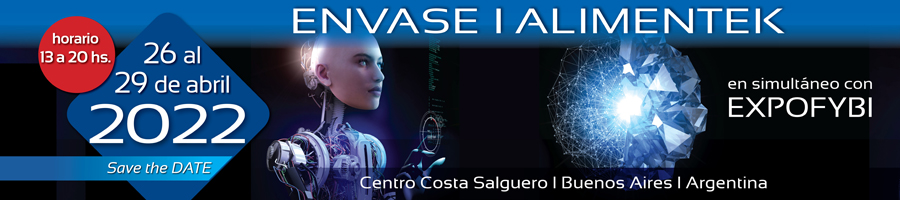 ENVASE | ALIMENTEK
horario
13 a 20 hs.
26 al
29 de abril
2022
Save the DATE
en simultáneo con
EXPOFYBI
Centro Costa Salguero | Buenos Aires | Argentina